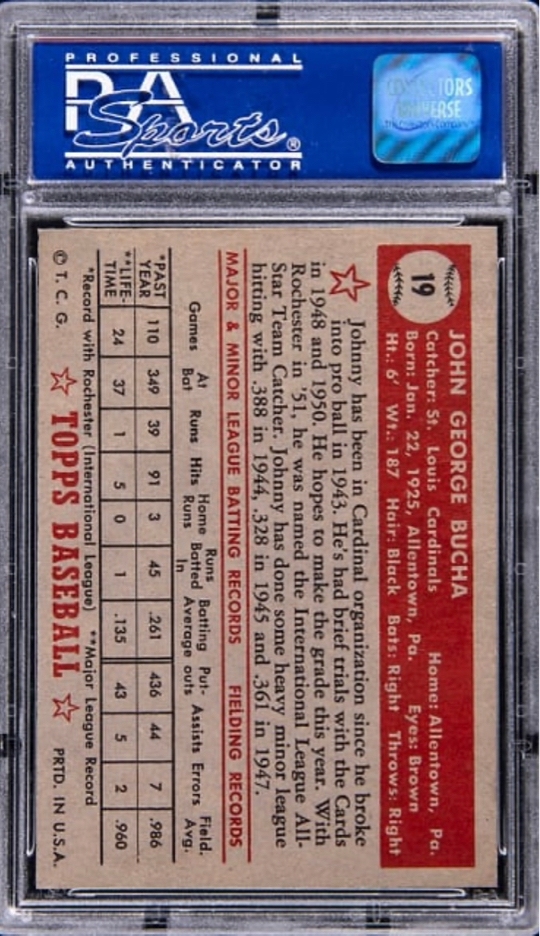 PROFESSIONAL
PSA
Sports®
AUTHENTICATOR
COLLECTORS
UNIVERSE
19
JOHN GEORGE BUCHA
Catcher: St. Louis Cardinals Home: Allentown, Pa.
Born: Jan. 22, 1925, Allentown, Pa. Eyes: Brown
Ht.: 6' Wt.: 187 Hair: Black Bats: Right Throws: Right
Johnny has been in Cardinal organization since he broke
into pro ball in 1943. He's had brief trials with the Cards
in 1948 and 1950. He hopes to make the grade this year. With
Rochester in '51, he was named the International League All-
Star Team Catcher. Johnny has done some heavy minor league
hitting with .388 in 1944, .328 in 1945 and .361 in 1947.
MAJOR & MINOR LEAGUE BATTING RECORDS FIELDING RECORDS
Games At Bat Runs Hits Home Runs Runs Batted In Batting Average Put-outs Assists Errors Field. Avg.
*PAST YEAR 110 349 39 91 3 45 .261 436 44 7 .986
**LIFE-TIME 24 37 1 5 0 1 .135 43 5 2 .960
*Record with Rochester (International League) **Major League Record
© T. C. G. ☆ TOPPS BASEBALL ☆ PRTD. IN U.S.A.